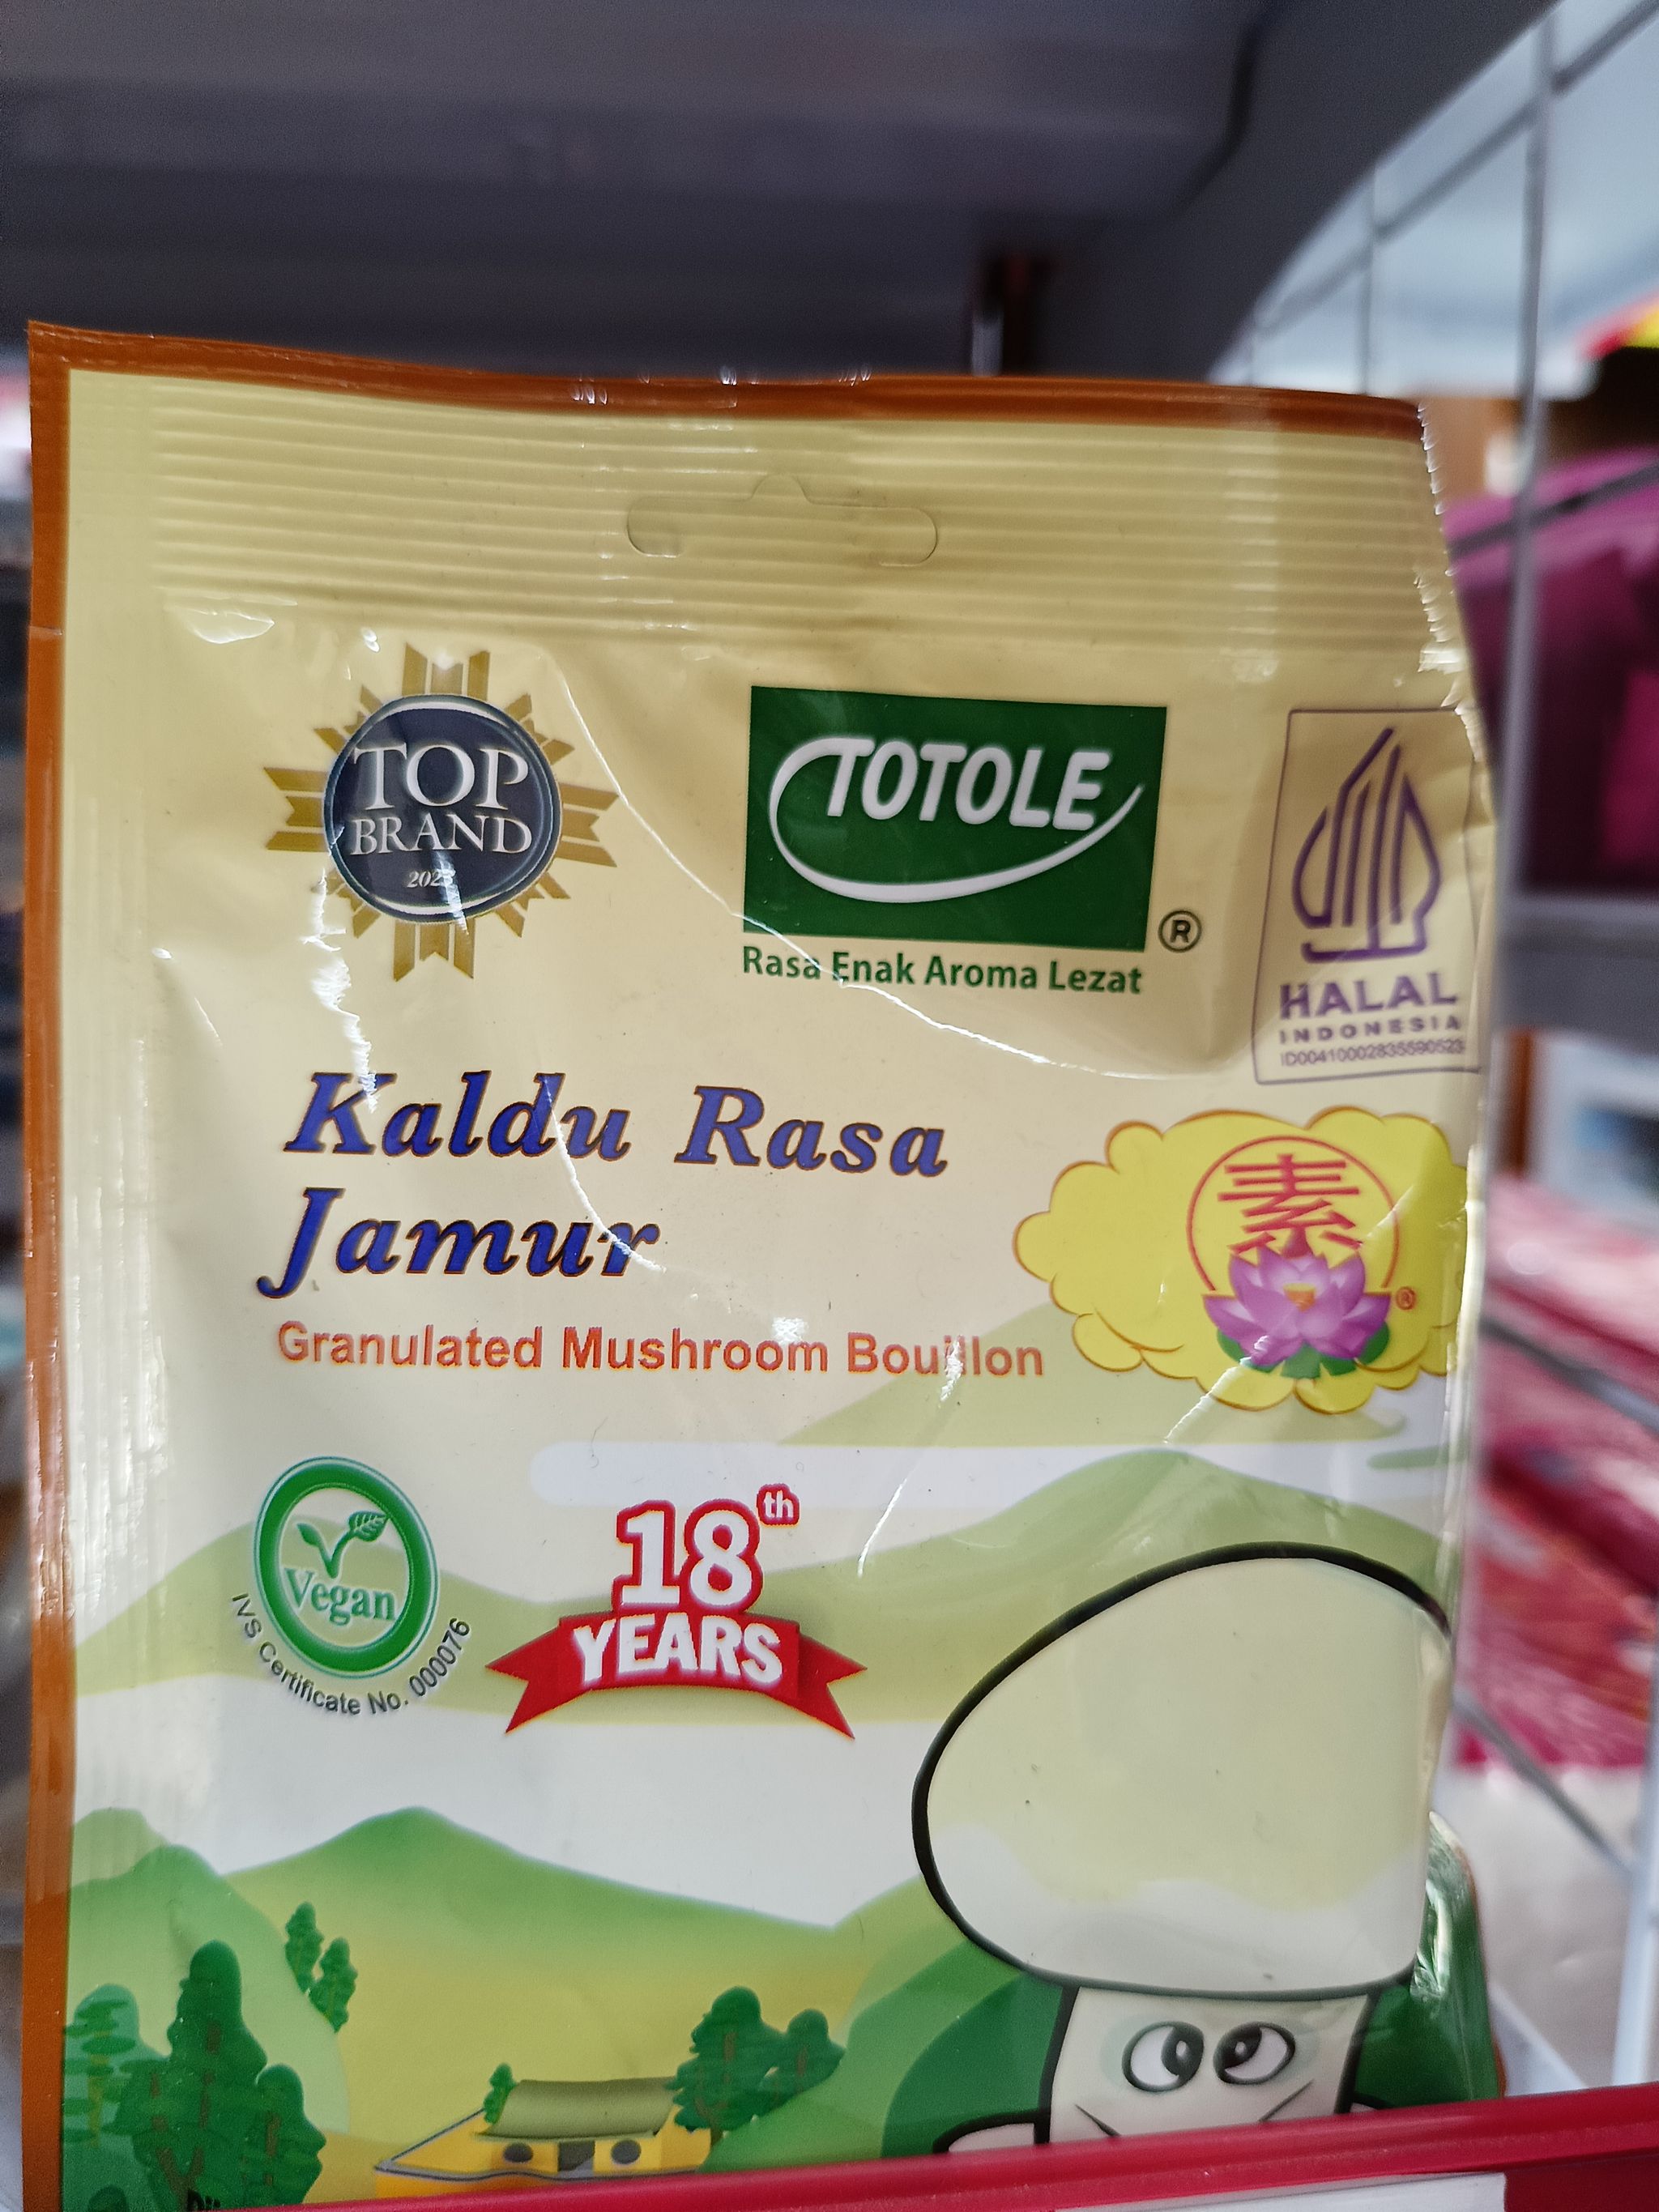 TOP
BRAND
TOTOLE
®
Rasa Enak Aroma Lezat
HALAL
INDONESIA
ID00410002835590523
Kaldu Rasa
Jamur
素
®
Granulated Mushroom Bouillon
Vegan
IVS Certificate No. 000076
18th
YEARS